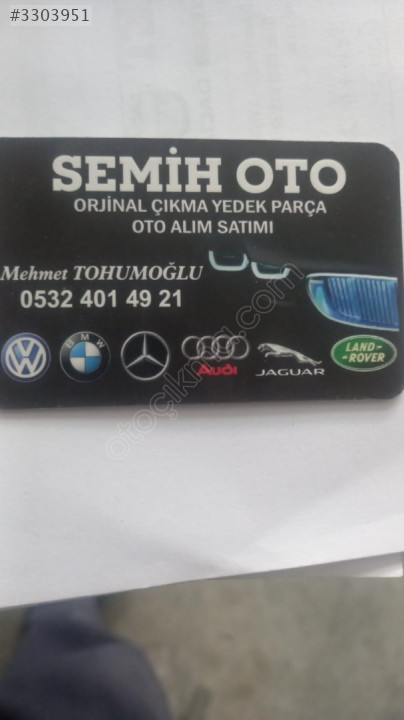 #3303951
SEMİH OTO
ORJİNAL ÇIKMA YEDEK PARÇA
OTO ALIM SATIMI
Mehmet TOHUMOĞLU
0532 401 49 21
BMW
Audi
JAGUAR
LAND-
-ROVER
otoçıkma.com